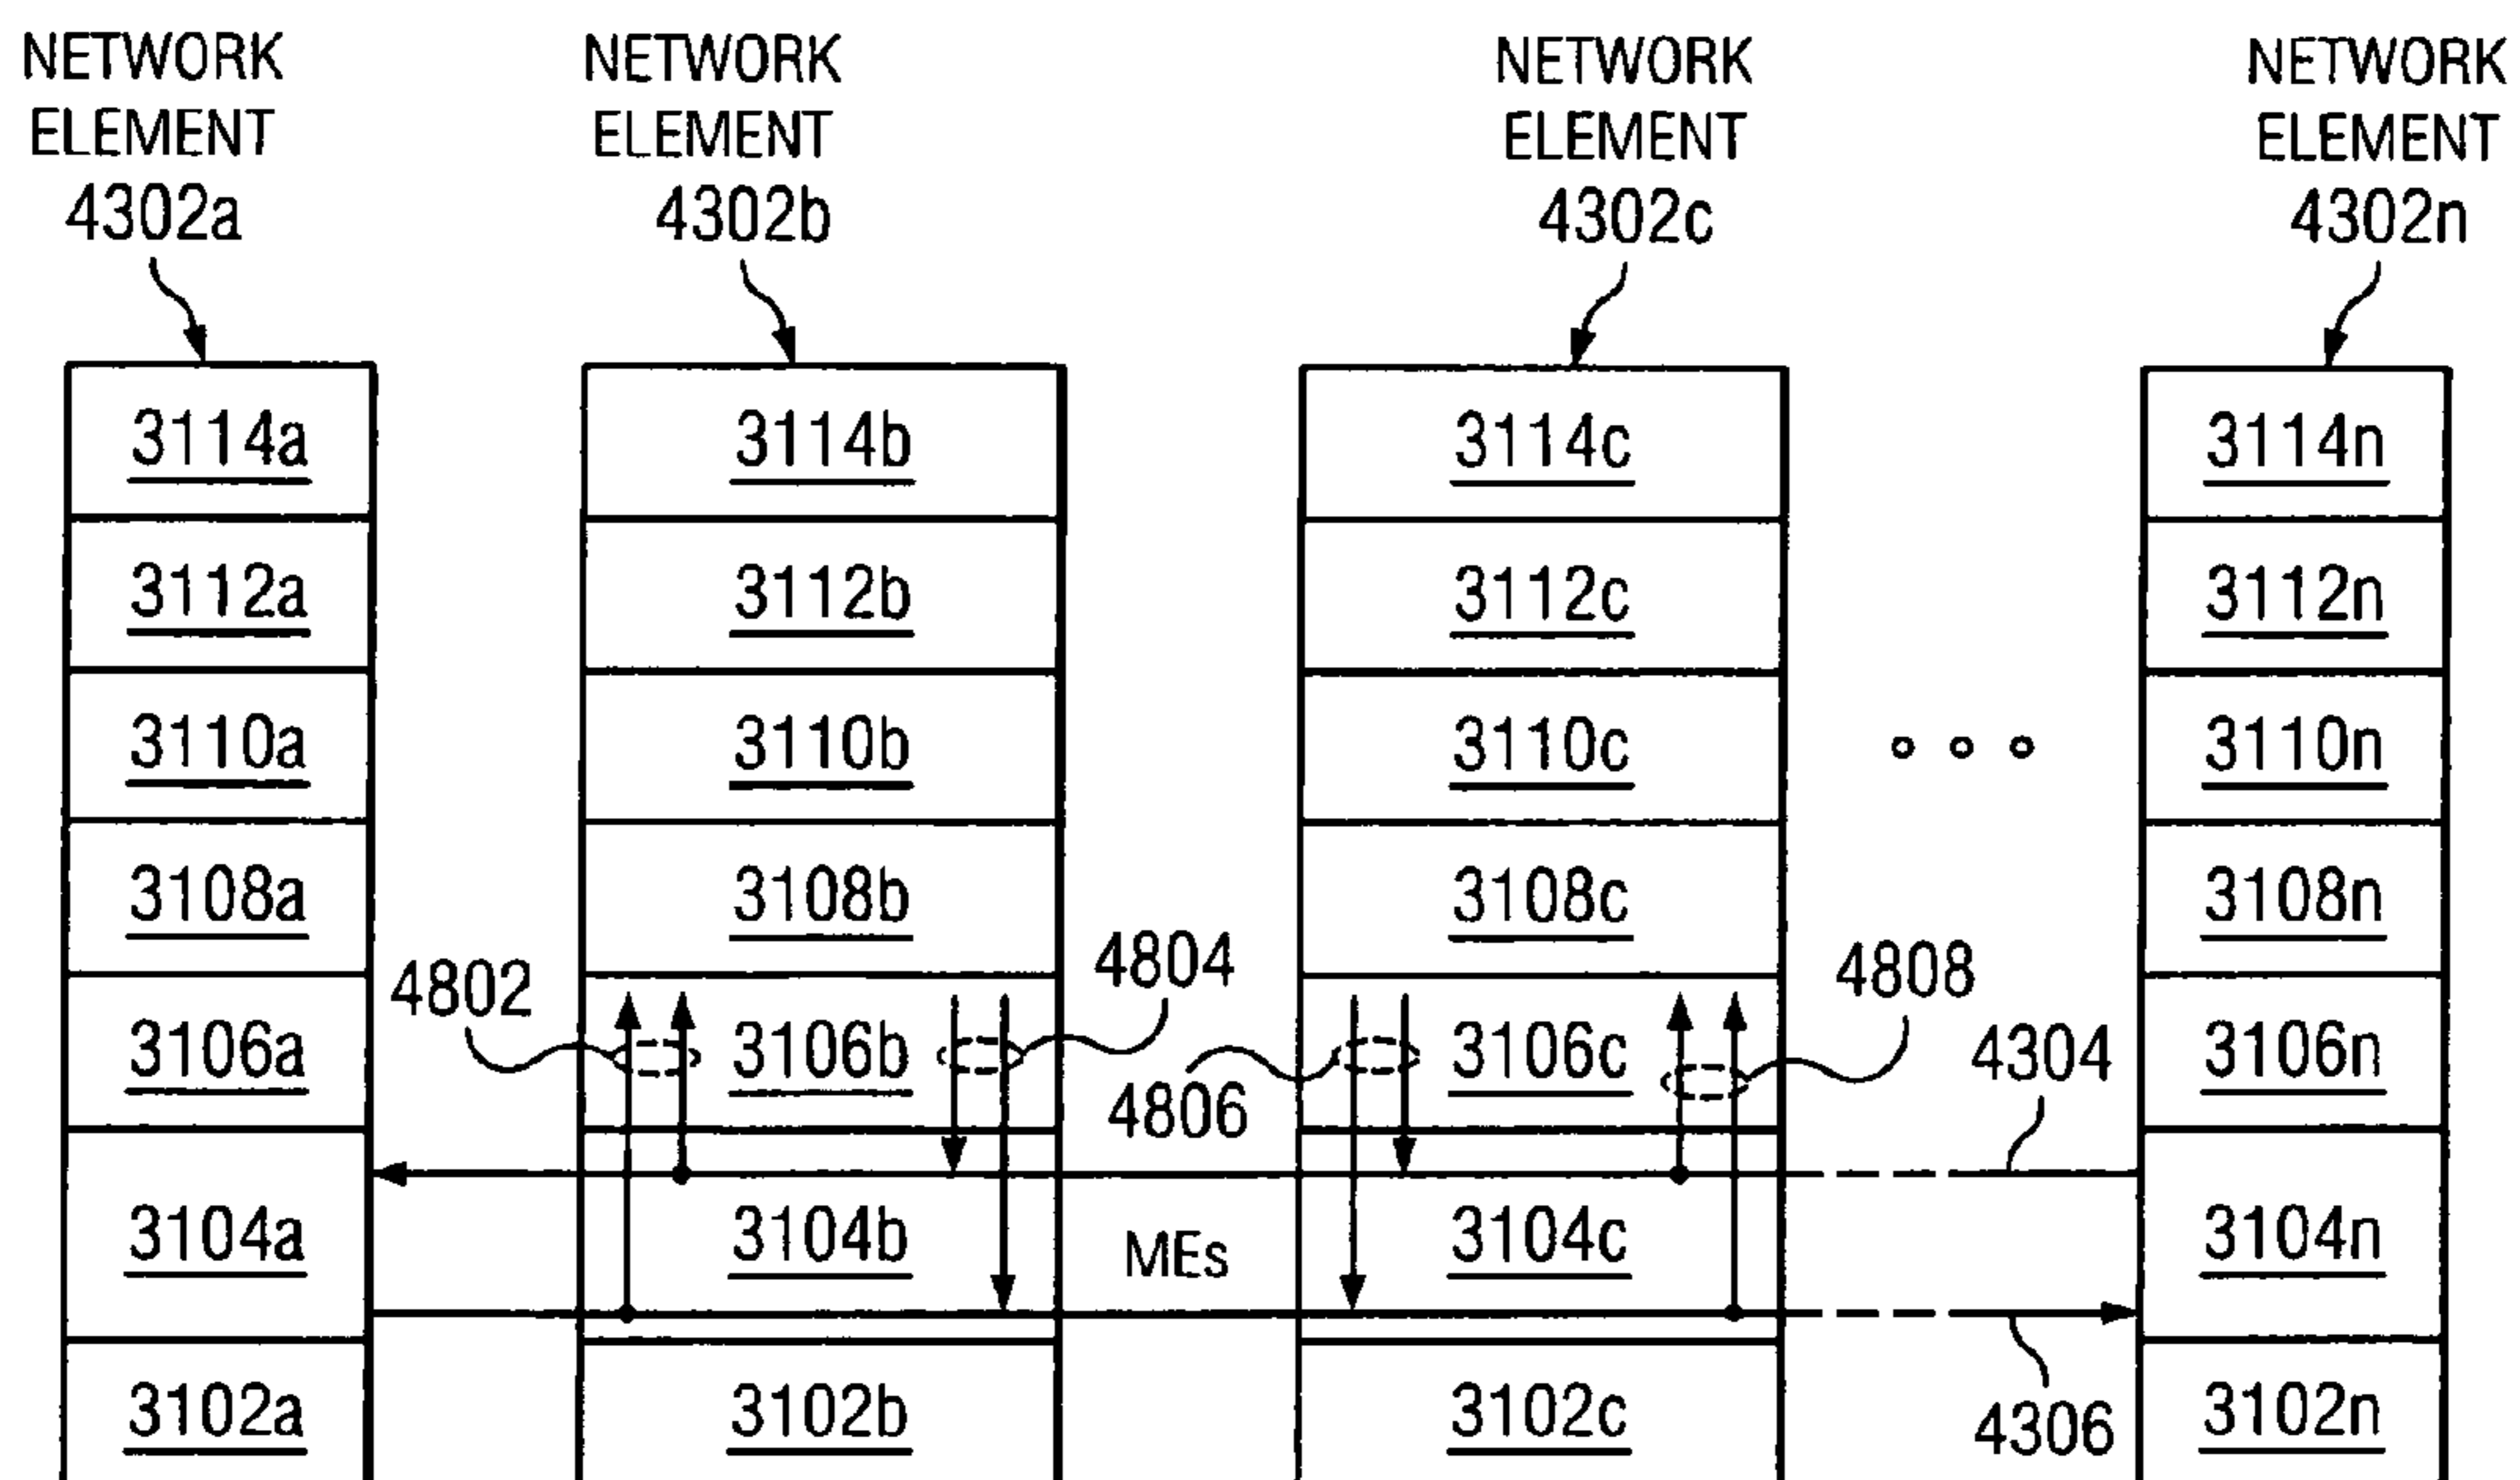 NETWORK
ELEMENT
4302a
NETWORK
ELEMENT
4302b
NETWORK
ELEMENT
4302c
NETWORK
ELEMENT
4302n
3114a
3114b
3114c
3114n
3112a
3112b
3112c
3112n
3110a
3110b
3110c
3110n
3108a
3108b
3108c
3108n
4802
4804
4808
3106a
3106b
4806
3106c
4304
3106n
3104a
3104b
MEs
3104c
3104n
3102a
3102b
3102c
4306
3102n